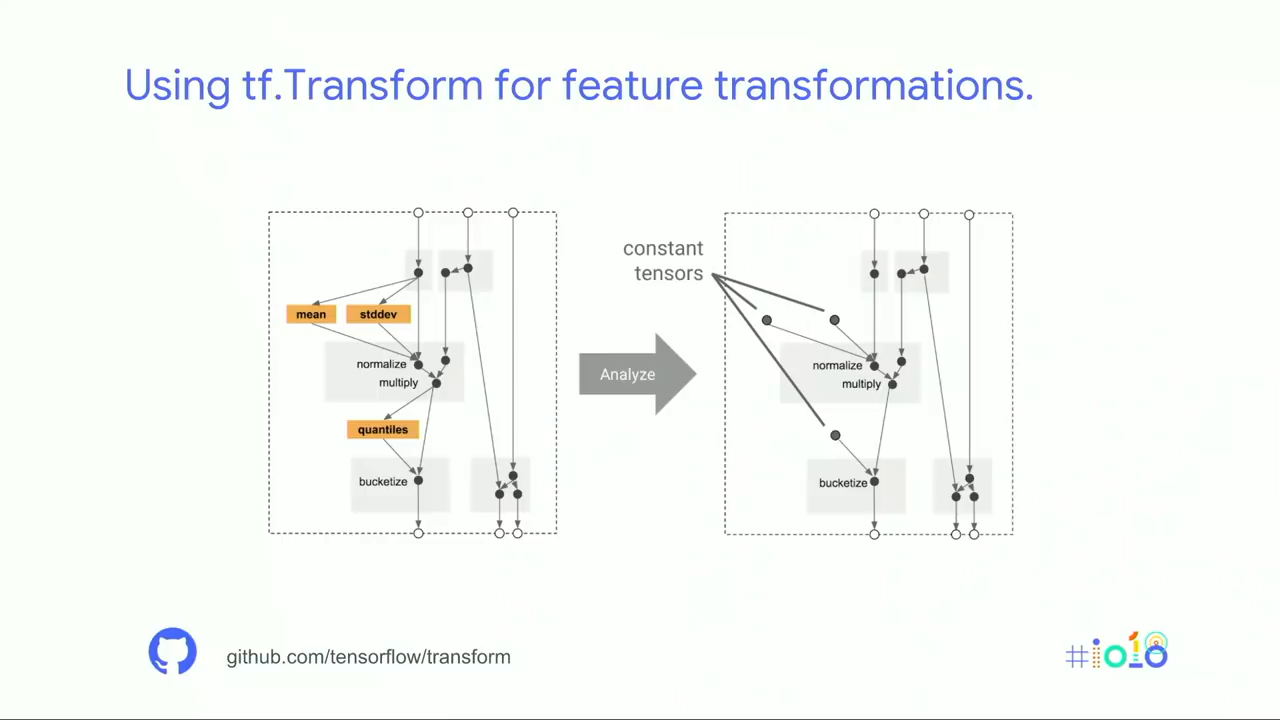 Using tf.Transform for feature transformations.
constant
tensors
mean
stddev
normalize
multiply
quantiles
bucketize
Analyze
normalize
multiply
bucketize
github.com/tensorflow/transform
#io18